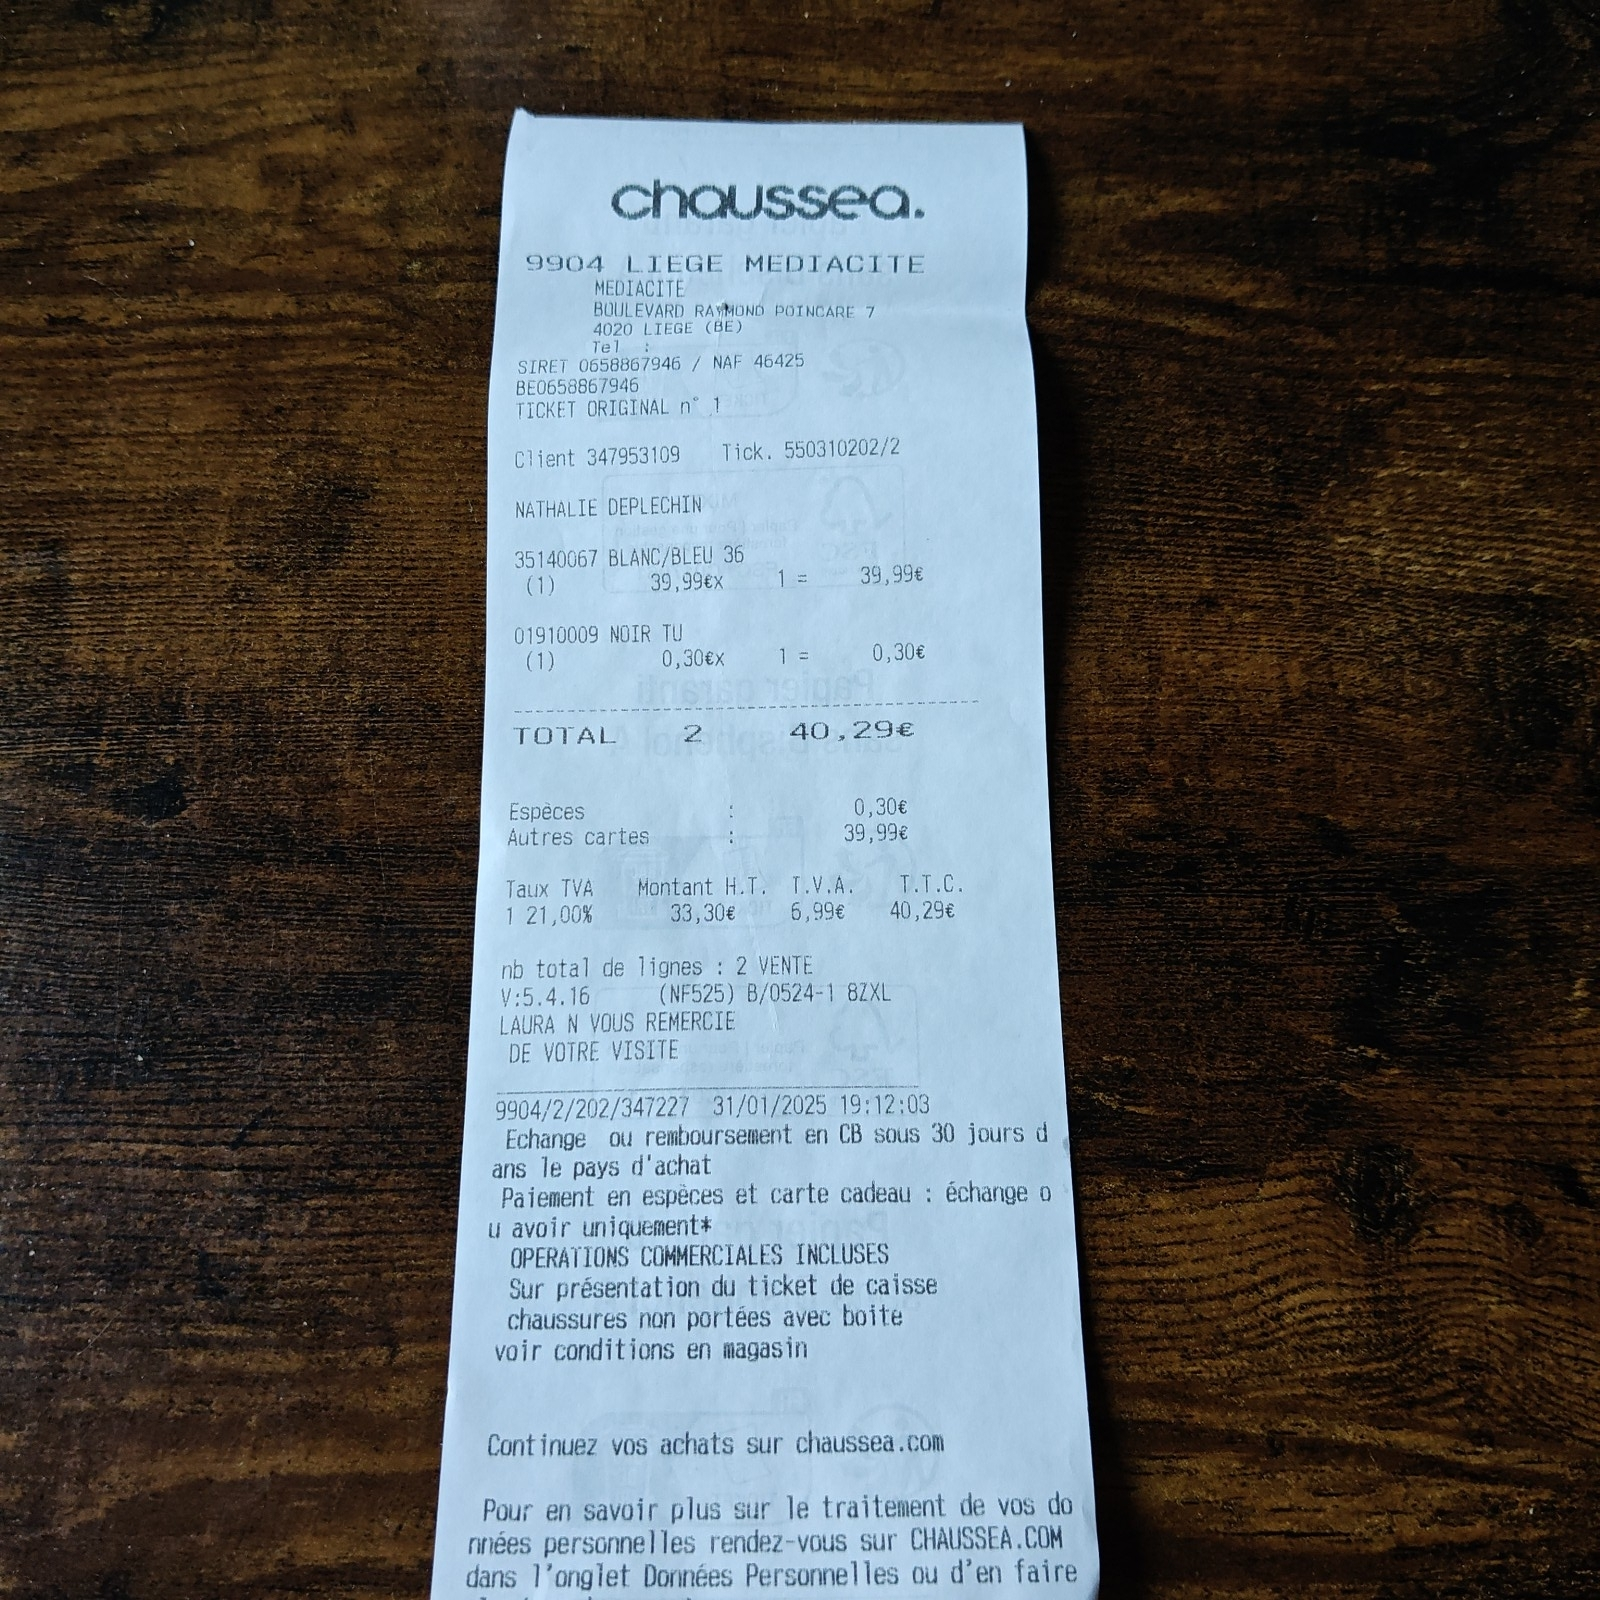 chaussea.
9904 LIEGE MEDIACITE
MEDIACITE
BOULEVARD RAYMOND POINCARE 7
4020 LIEGE (BE)
Tel :
SIRET 0658867946 / NAF 46425
BE0658867946
TICKET ORIGINAL n° 1
Client 347953109 Tick. 550310202/2
NATHALIE DEPLECHIN
35140067 BLANC/BLEU 36
(1) 39,99€x 1 = 39,99€
01910009 NOIR TU
(1) 0,30€x 1 = 0,30€
TOTAL 2 40,29€
Espèces : 0,30€
Autres cartes : 39,99€
Taux TVA Montant H.T. T.V.A. T.T.C.
1 21,00% 33,30€ 6,99€ 40,29€
nb total de lignes : 2 VENTE
V:5.4.16 (NF525) B/0524-1 8ZXL
LAURA N VOUS REMERCIE
DE VOTRE VISITE
9904/2/202/347227 31/01/2025 19:12:03
Echange ou remboursement en CB sous 30 jours d
ans le pays d'achat
Paiement en espèces et carte cadeau : échange o
u avoir uniquement*
OPERATIONS COMMERCIALES INCLUSES
Sur présentation du ticket de caisse
chaussures non portées avec boite
voir conditions en magasin
Continuez vos achats sur chaussea.com
Pour en savoir plus sur le traitement de vos do
nnées personnelles rendez-vous sur CHAUSSEA.COM
dans l'onglet Données Personnelles ou d'en faire